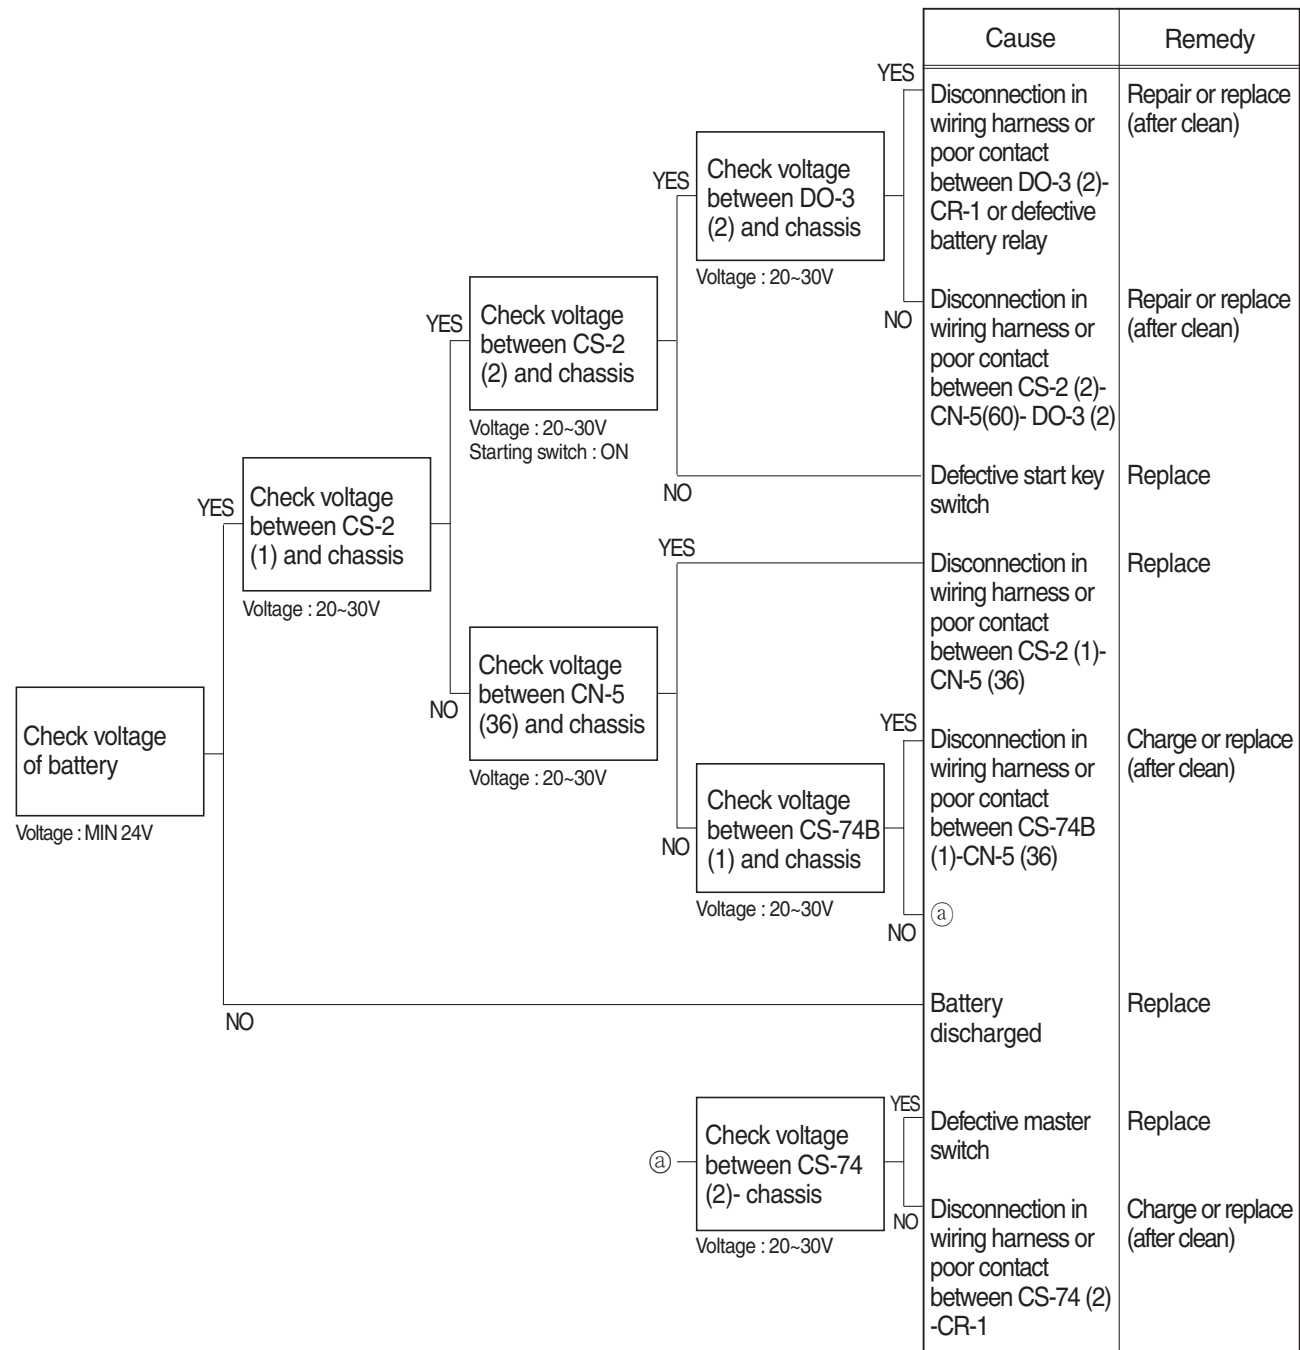 Cause
Remedy
YES
Disconnection in
wiring harness or
poor contact
between DO-3 (2)-
CR-1 or defective
battery relay
Repair or replace
(after clean)
YES
Check voltage
between DO-3
(2) and chassis
Voltage : 20~30V
NO
Disconnection in
wiring harness or
poor contact
between CS-2 (2)-
CN-5(60)- DO-3 (2)
Repair or replace
(after clean)
YES
Check voltage
between CS-2
(2) and chassis
Voltage : 20~30V
Starting switch : ON
NO
Defective start key
switch
Replace
YES
Check voltage
between CS-2
(1) and chassis
Voltage : 20~30V
YES
Disconnection in
wiring harness or
poor contact
between CS-2 (1)-
CN-5 (36)
Replace
NO
Check voltage
between CN-5
(36) and chassis
Voltage : 20~30V
Check voltage
of battery
Voltage : MIN 24V
YES
Disconnection in
wiring harness or
poor contact
between CS-74B
(1)-CN-5 (36)
Charge or replace
(after clean)
NO
Check voltage
between CS-74B
(1) and chassis
Voltage : 20~30V
NO
ⓐ
NO
Battery
discharged
Replace
ⓐ
Check voltage
between CS-74
(2)- chassis
Voltage : 20~30V
YES
Defective master
switch
Replace
NO
Disconnection in
wiring harness or
poor contact
between CS-74 (2)
-CR-1
Charge or replace
(after clean)